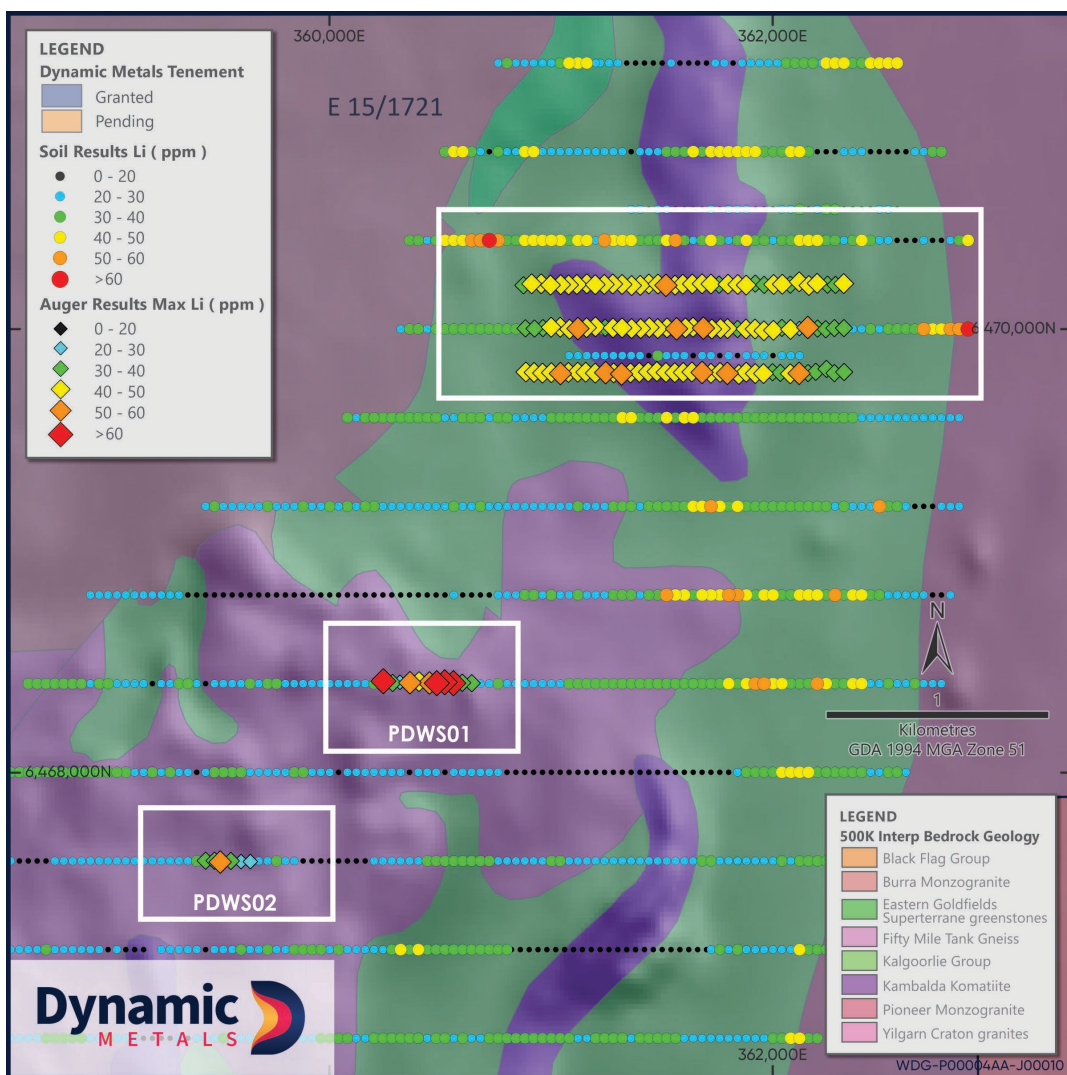 360,000E
362,000E
LEGEND
Dynamic Metals Tenement
Granted
Pending
Soil Results Li ( ppm )
0 - 20
20 - 30
30 - 40
40 - 50
50 - 60
>60
Auger Results Max Li ( ppm )
0 - 20
20 - 30
30 - 40
40 - 50
50 - 60
>60
E 15/1721
6,470,000N
N
1
Kilometres
GDA 1994 MGA Zone 51
PDWS01
6,468,000N
PDWS02
LEGEND
500K Interp Bedrock Geology
Black Flag Group
Burra Monzogranite
Eastern Goldfields
Superterrane greenstones
Fifty Mile Tank Gneiss
Kalgoorlie Group
Kambalda Komatiite
Pioneer Monzogranite
Yilgarn Craton granites
Dynamic
METALS
362,000E
WDG-P00004AA-J00010